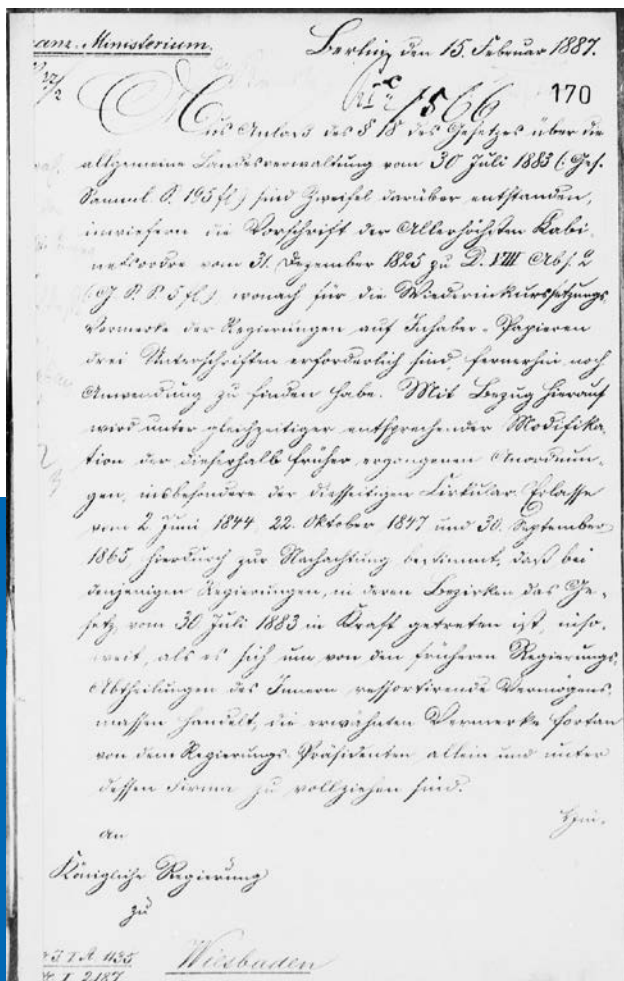 anz-Ministerium. Berlin, den 15. Februar 1887.
170
1566
Aus Anlaß des § 18 des Gesetzes über die
allgemeine Landesverwaltung vom 30 Juli 1883 (: Ges.
Samml. S. 195 fl) sind Zweifel darüber entstanden,
inwiefern die Vorschrift der Allerhöchsten Kabi-
netsordre vom 31. Dezember 1825 zu D. VIII Abs. 2
(G. S. S. 5 fl), wonach für die Wiederinkurssetzungs-
Vermerke der Regierungen auf Inhaber-Papieren
drei Unterschriften erforderlich sind, fernerhin noch
Anwendung zu finden habe. Mit Bezug hierauf
wird unter gleichzeitiger entsprechender Modifika-
tion der dieserhalb früher ergangenen Anordnun-
gen, insbesondere der diesseitigen Cirkular-Erlasse
vom 2. Juni 1844, 22. Oktober 1847 und 30. September
1865, hierdurch zur Nachachtung bestimmt, daß bei
denjenigen Regierungen, in deren Bezirken das Ge-
setz vom 30 Juli 1883 in Kraft getreten ist, inso-
weit, als es sich um von den früheren Regierungs-
Abtheilungen des Innern ressortirende Vermögens-
massen handelt, die erwähnten Vermerke fortan
von dem Regierungs-Präsidenten allein und unter
dessen Firma zu vollziehen sind.
An
Königliche Regierung
zu
I 2187 Wiesbaden